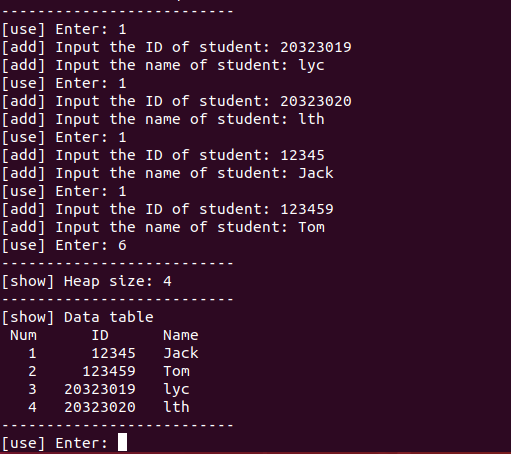 --------------------------
[use] Enter: 1
[add] Input the ID of student: 20323019
[add] Input the name of student: lyc
[use] Enter: 1
[add] Input the ID of student: 20323020
[add] Input the name of student: lth
[use] Enter: 1
[add] Input the ID of student: 12345
[add] Input the name of student: Jack
[use] Enter: 1
[add] Input the ID of student: 123459
[add] Input the name of student: Tom
[use] Enter: 6
--------------------------
[show] Heap size: 4
--------------------------
[show] Data table
 Num      ID      Name
   1      12345   Jack
   2     123459   Tom
   3   20323019   lyc
   4   20323020   lth
--------------------------
[use] Enter: